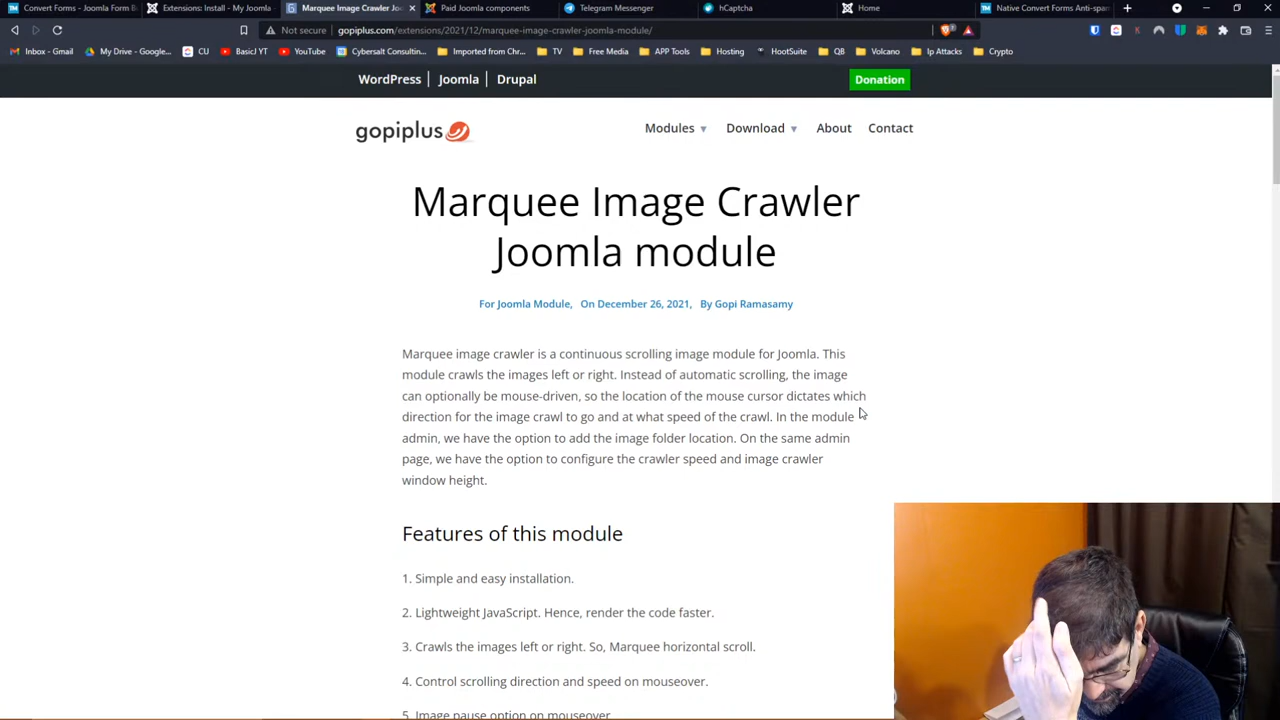 Convert Forms - Joomla Form B
Extensions: Install - My Joomla
Marquee Image Crawler Jo
Paid Joomla components
Telegram Messenger
hCaptcha
Home
Native Convert Forms Anti-spam
Not secure
gopiplus.com/extensions/2021/12/marquee-image-crawler-joomla-module/
Inbox - Gmail
My Drive - Google...
CU
BasicJ YT
YouTube
Cybersalt Consulting...
Imported from Chr...
TV
Free Media
APP Tools
Hosting
HootSuite
QB
Volcano
Ip Attacks
Crypto
WordPress | Joomla | Drupal
Donation
gopiplus
Modules ▼ Download ▼ About Contact
Marquee Image Crawler
Joomla module
For Joomla Module, On December 26, 2021, By Gopi Ramasamy
Marquee image crawler is a continuous scrolling image module for Joomla. This
module crawls the images left or right. Instead of automatic scrolling, the image
can optionally be mouse-driven, so the location of the mouse cursor dictates which
direction for the image crawl to go and at what speed of the crawl. In the module
admin, we have the option to add the image folder location. On the same admin
page, we have the option to configure the crawler speed and image crawler
window height.
Features of this module
1. Simple and easy installation.
2. Lightweight JavaScript. Hence, render the code faster.
3. Crawls the images left or right. So, Marquee horizontal scroll.
4. Control scrolling direction and speed on mouseover.
5. Image pause option on mouseover.